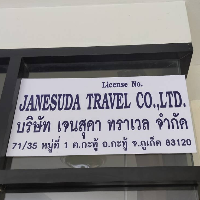 License No.
JANESUDA TRAVEL CO.,LTD.
บริษัท เจนสุดา ทราเวล จำกัด
71/35 หมู่ที่ 1 ต.กะทู้ อ.กะทู้ จ.ภูเก็ต 83120